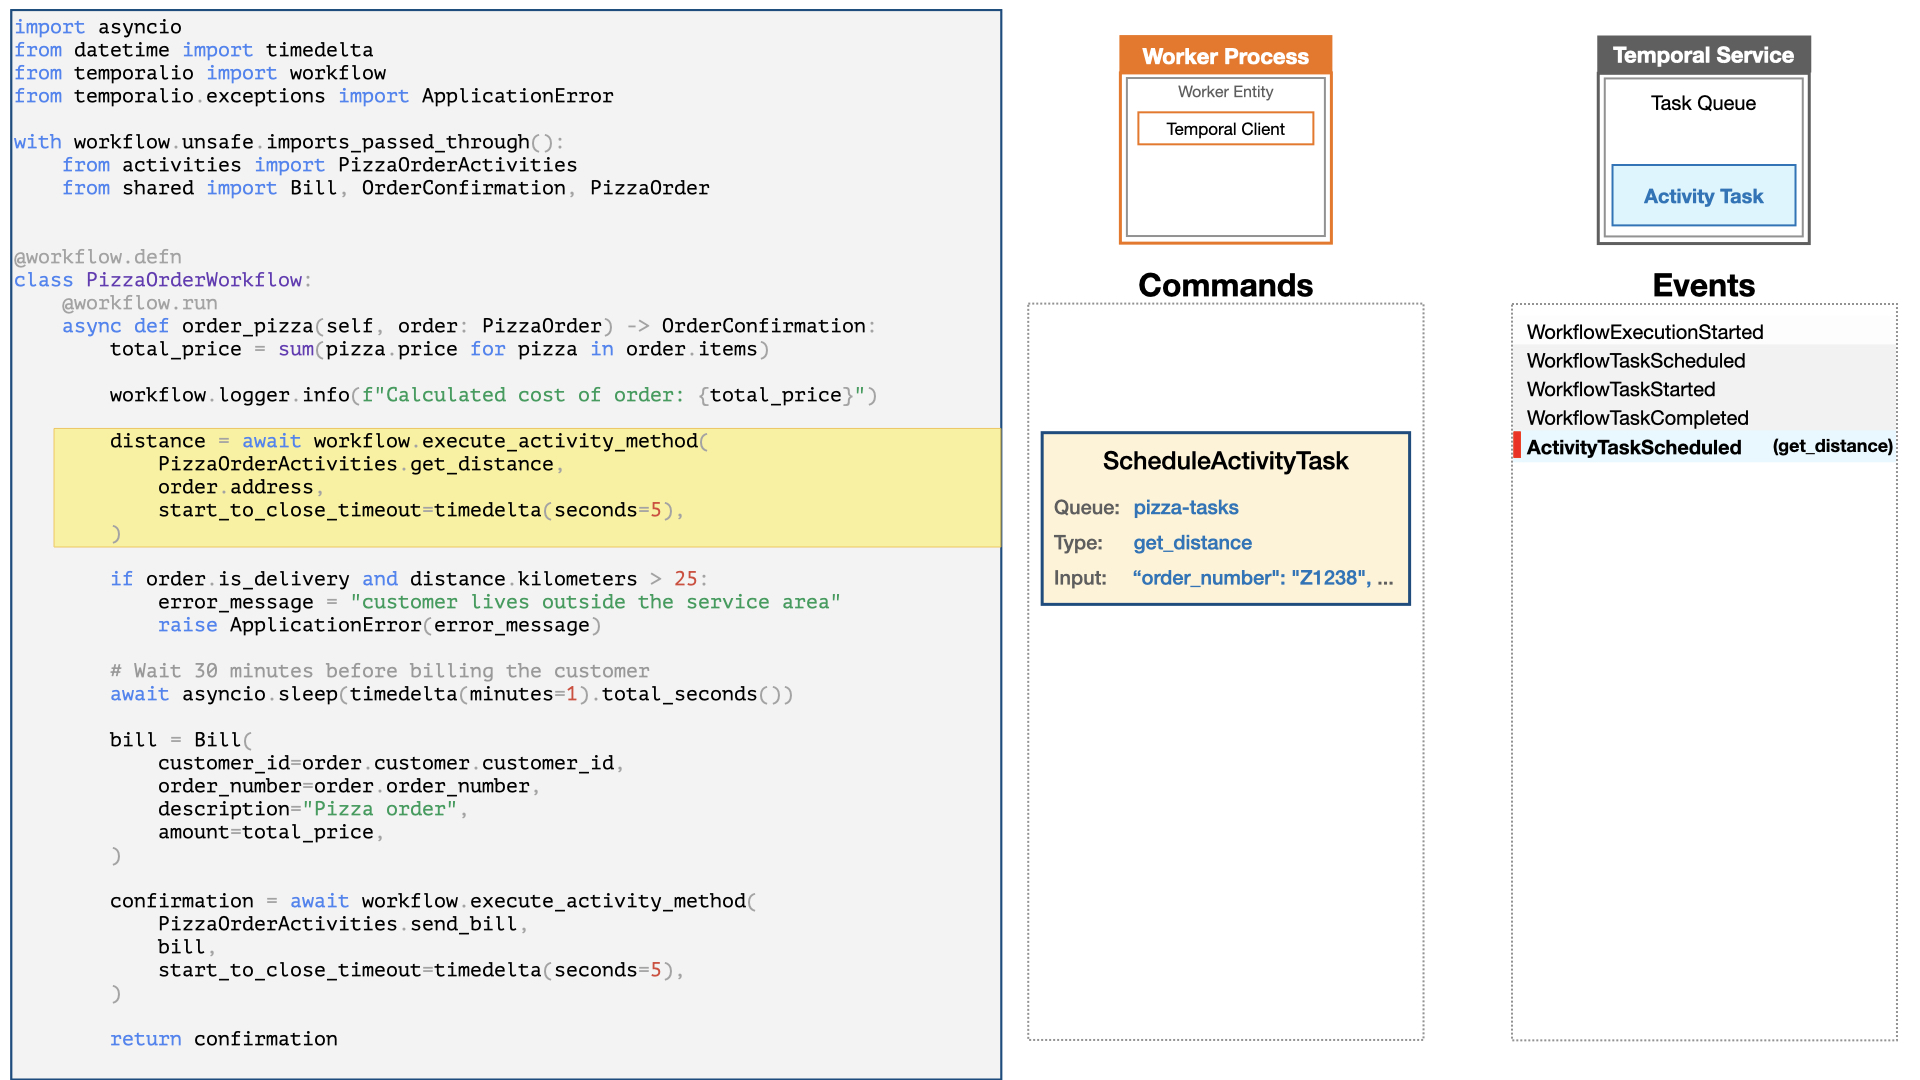 import asyncio
from datetime import timedelta
from temporalio import workflow
from temporalio.exceptions import ApplicationError

with workflow.unsafe.imports_passed_through():
    from activities import PizzaOrderActivities
    from shared import Bill, OrderConfirmation, PizzaOrder

@workflow.defn
class PizzaOrderWorkflow:
    @workflow.run
    async def order_pizza(self, order: PizzaOrder) -> OrderConfirmation:
        total_price = sum(pizza.price for pizza in order.items)

        workflow.logger.info(f"Calculated cost of order: {total_price}")

        distance = await workflow.execute_activity_method(
            PizzaOrderActivities.get_distance,
            order.address,
            start_to_close_timeout=timedelta(seconds=5),
        )

        if order.is_delivery and distance.kilometers > 25:
            error_message = "customer lives outside the service area"
            raise ApplicationError(error_message)

        # Wait 30 minutes before billing the customer
        await asyncio.sleep(timedelta(minutes=1).total_seconds())

        bill = Bill(
            customer_id=order.customer.customer_id,
            order_number=order.order_number,
            description="Pizza order",
            amount=total_price,
        )

        confirmation = await workflow.execute_activity_method(
            PizzaOrderActivities.send_bill,
            bill,
            start_to_close_timeout=timedelta(seconds=5),
        )

        return confirmation
Worker Process
Worker Entity
Temporal Client
Commands
ScheduleActivityTask
Queue: pizza-tasks
Type: get_distance
Input: “order_number": "Z1238", ...
Temporal Service
Task Queue
Activity Task
Events
WorkflowExecutionStarted
WorkflowTaskScheduled
WorkflowTaskStarted
WorkflowTaskCompleted
ActivityTaskScheduled (get_distance)